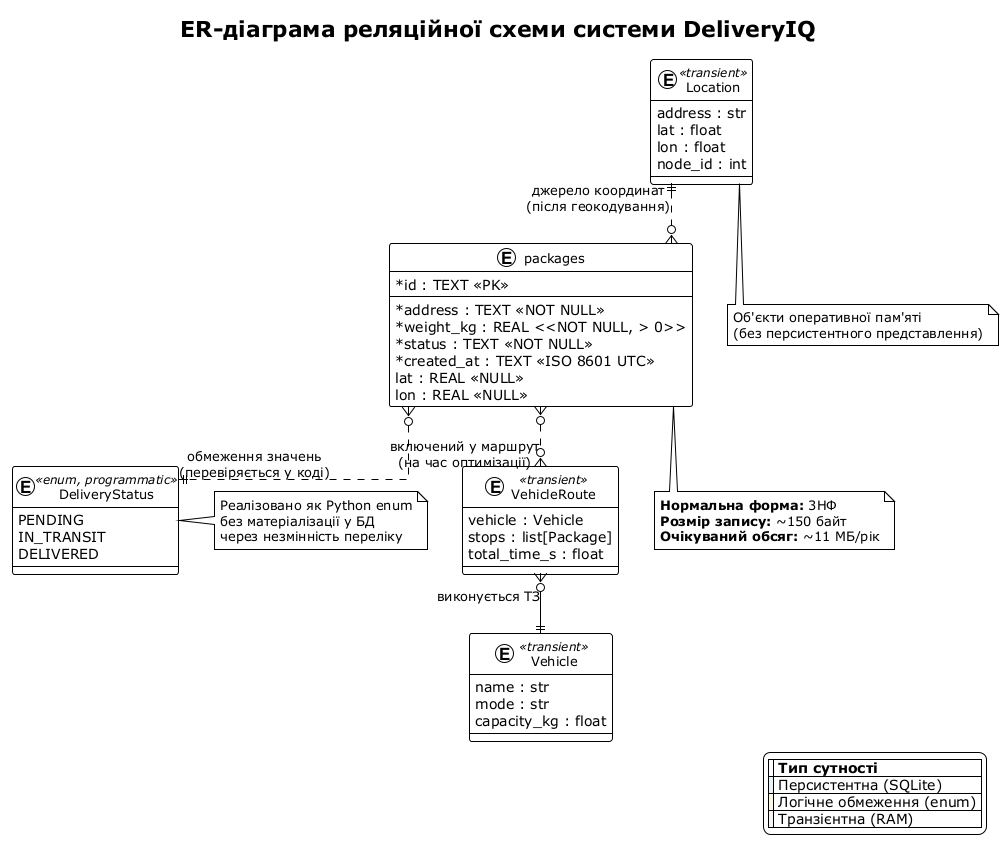 ER-діаграма реляційної схеми системи DeliveryIQ
E «transient»
Location
address : str
lat : float
lon : float
node_id : int
джерело координат
(після геокодування)
E packages
*id : TEXT «PK»
*address : TEXT «NOT NULL»
*weight_kg : REAL <<NOT NULL, > 0>>
*status : TEXT «NOT NULL»
*created_at : TEXT «ISO 8601 UTC»
lat : REAL «NULL»
lon : REAL «NULL»
Об'єкти оперативної пам'яті
(без персистентного представлення)
включений у маршрут
(на час оптимізації)
обмеження значень
(перевіряється у коді)
E «enum, programmatic»
DeliveryStatus
PENDING
IN_TRANSIT
DELIVERED
Реалізовано як Python enum
без матеріалізації у БД
через незмінність переліку
E «transient»
VehicleRoute
vehicle : Vehicle
stops : list[Package]
total_time_s : float
Нормальна форма: 3НФ
Розмір запису: ~150 байт
Очікуваний обсяг: ~11 МБ/рік
виконується ТЗ
E «transient»
Vehicle
name : str
mode : str
capacity_kg : float
Тип сутності
Персистентна (SQLite)
Логічне обмеження (enum)
Транзієнтна (RAM)